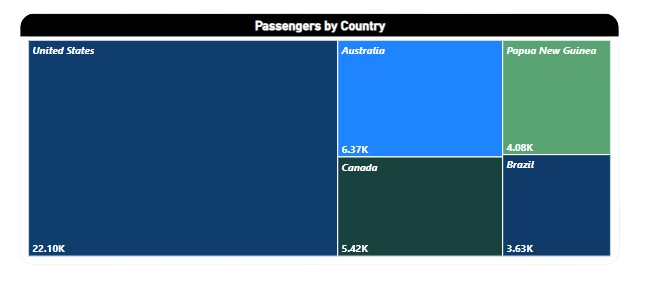 Passengers by Country
United States
22.10K
Australia
6.37K
Canada
5.42K
Papua New Guinea
4.08K
Brazil
3.63K